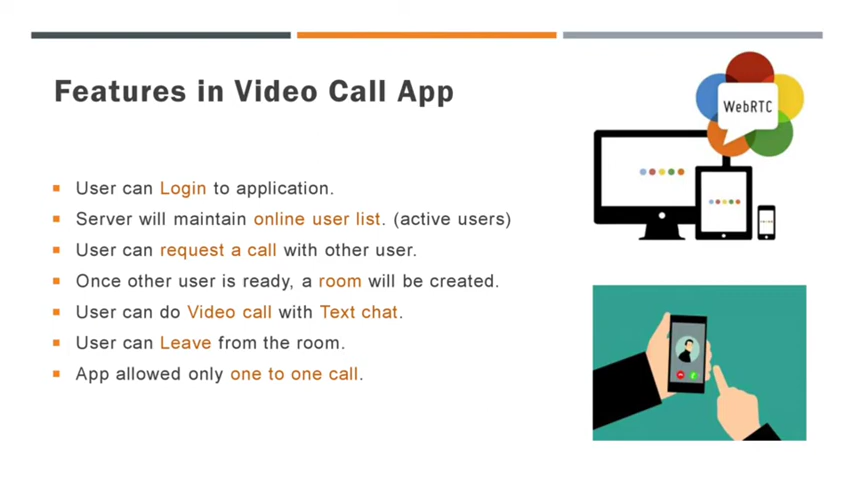 Features in Video Call App
WebRTC
User can Login to application.
Server will maintain online user list. (active users)
User can request a call with other user.
Once other user is ready, a room will be created.
User can do Video call with Text chat.
User can Leave from the room.
App allowed only one to one call.